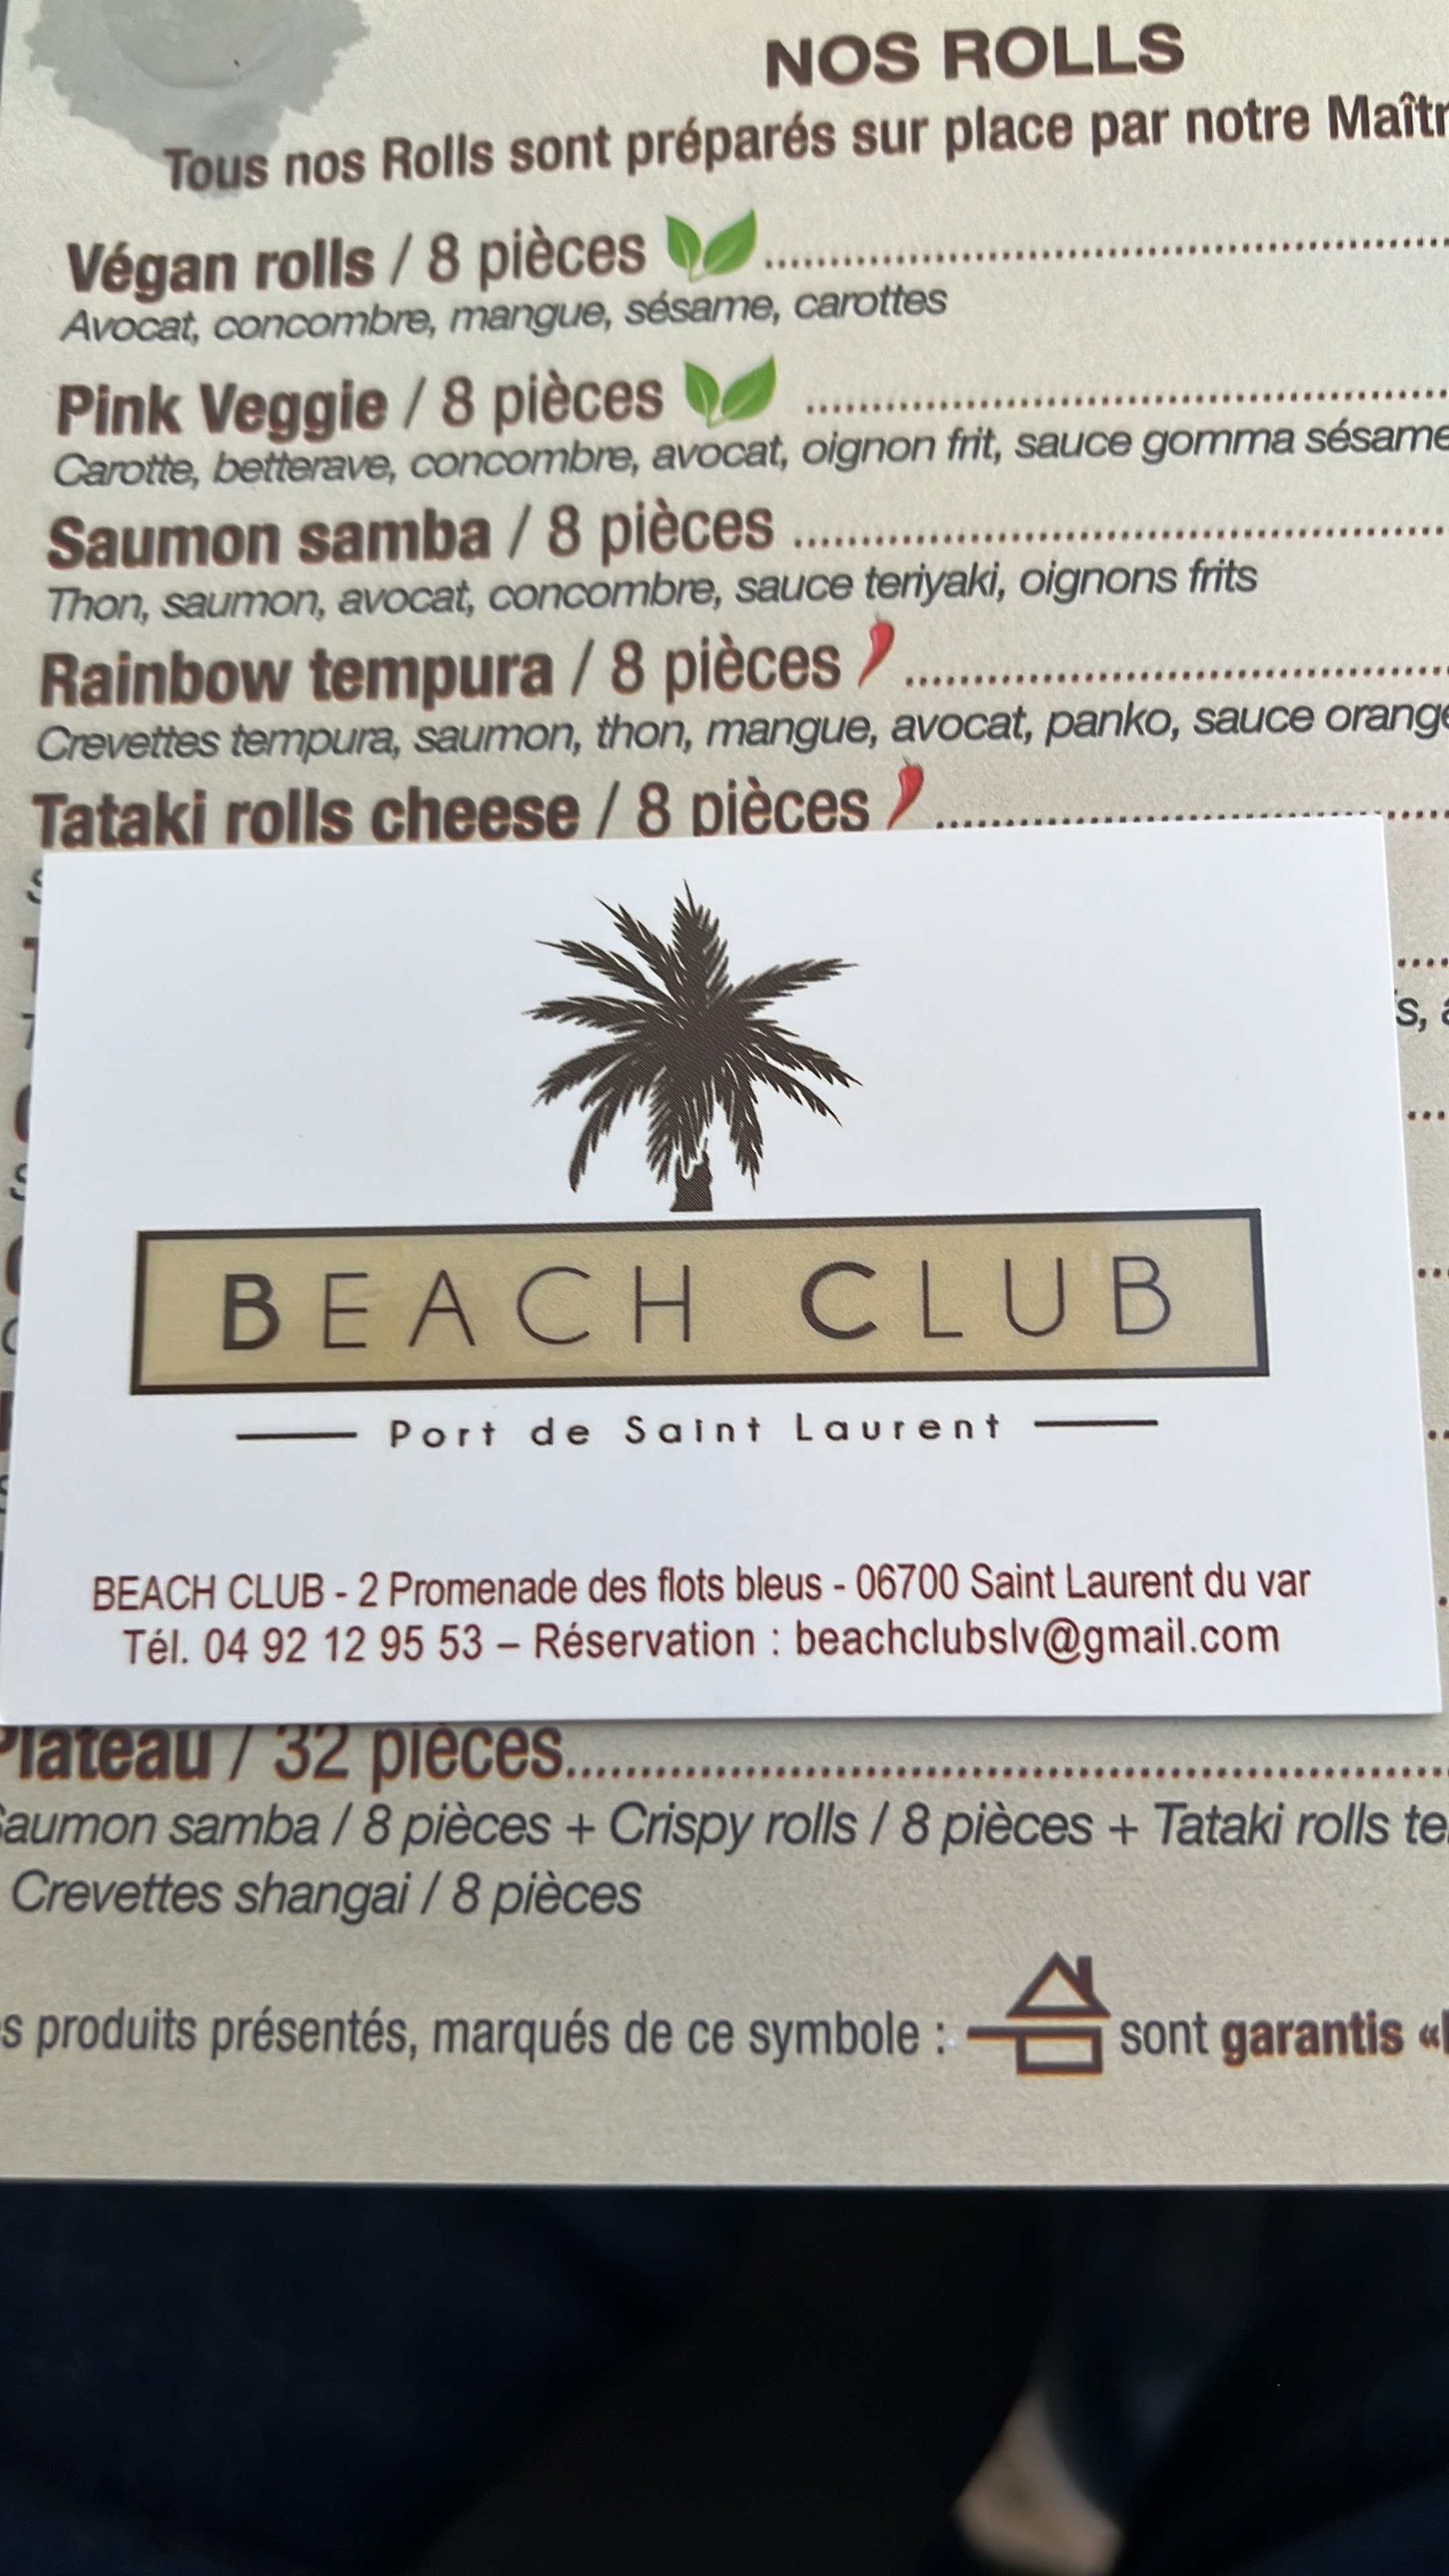 NOS ROLLS
Tous nos Rolls sont préparés sur place par notre
Végan rolls / 8 pièces
Avocat, concombre, mangue, sésame, carottes
Pink Veggie / 8 pièces
Carotte, betterave, concombre, avocat, oignon frit, sauce gomma sésame
Saumon samba / 8 pièces
Thon, saumon, avocat, concombre, sauce teriyaki, oignons frits
Rainbow tempura / 8 pièces
Crevettes tempura, saumon, thon, mangue, avocat, panko, sauce orange
Tataki rolls cheese / 8 pièces
BEACH CLUB
Port de Saint Laurent
BEACH CLUB - 2 Promenade des flots bleus - 06700 Saint Laurent du var
Tél. 04 92 12 95 53 – Réservation : beachclubslv@gmail.com
Plateau / 32 pièces
Saumon samba / 8 pièces + Crispy rolls / 8 pièces + Tataki rolls
Crevettes shangai / 8 pièces
produits présentés, marqués de ce symbole : sont garantis